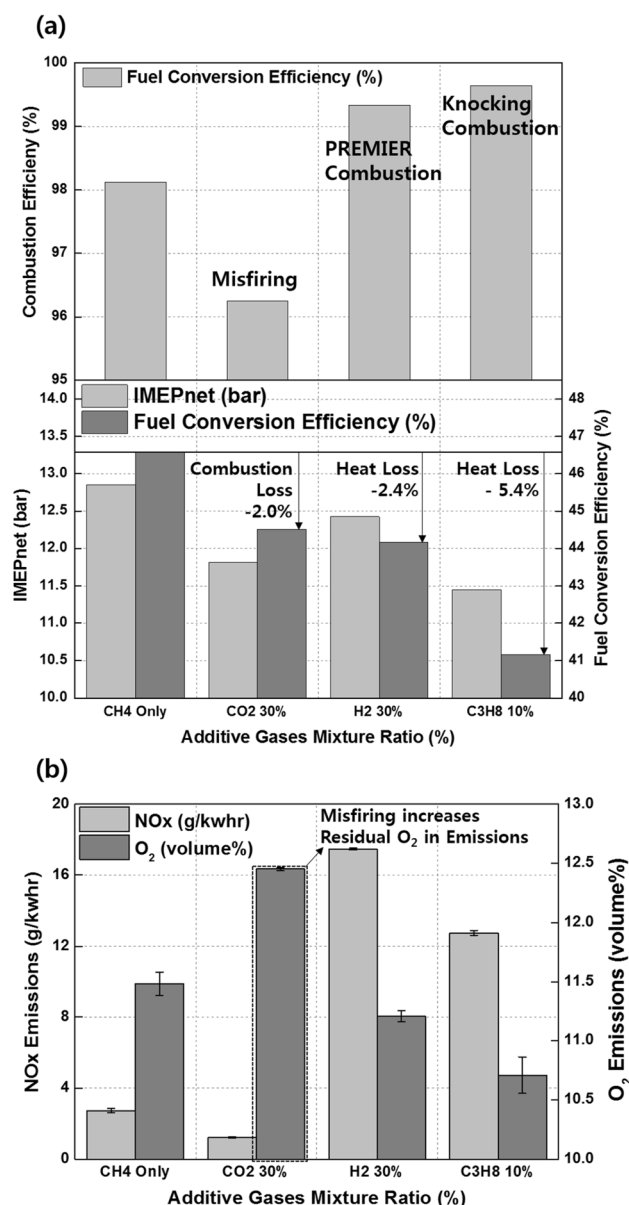 (a)
100
99
98
97
96
95
Combustion Efficieny (%)
Fuel Conversion Efficiency (%)
Misfiring
PREMIER
Combustion
Knocking
Combustion
14.0
13.5
13.0
12.5
12.0
11.5
11.0
10.5
10.0
IMEPnet (bar)
IMEPnet (bar)
Fuel Conversion Efficiency (%)
Combustion
Loss
-2.0%
Heat Loss
-2.4%
Heat Loss
- 5.4%
48
47
46
45
44
43
42
41
40
Fuel Conversion Efficiency (%)
CH4 Only
CO2 30%
H2 30%
C3H8 10%
Additive Gases Mixture Ratio (%)
(b)
20
16
12
8
4
0
NOx Emissions (g/kwhr)
NOx (g/kwhr)
O2 (volume%)
Misfiring increases
Residual O2 in Emissions
13.0
12.5
12.0
11.5
11.0
10.5
10.0
O2 Emissions (volume%)
CH4 Only
CO2 30%
H2 30%
C3H8 10%
Additive Gases Mixture Ratio (%)